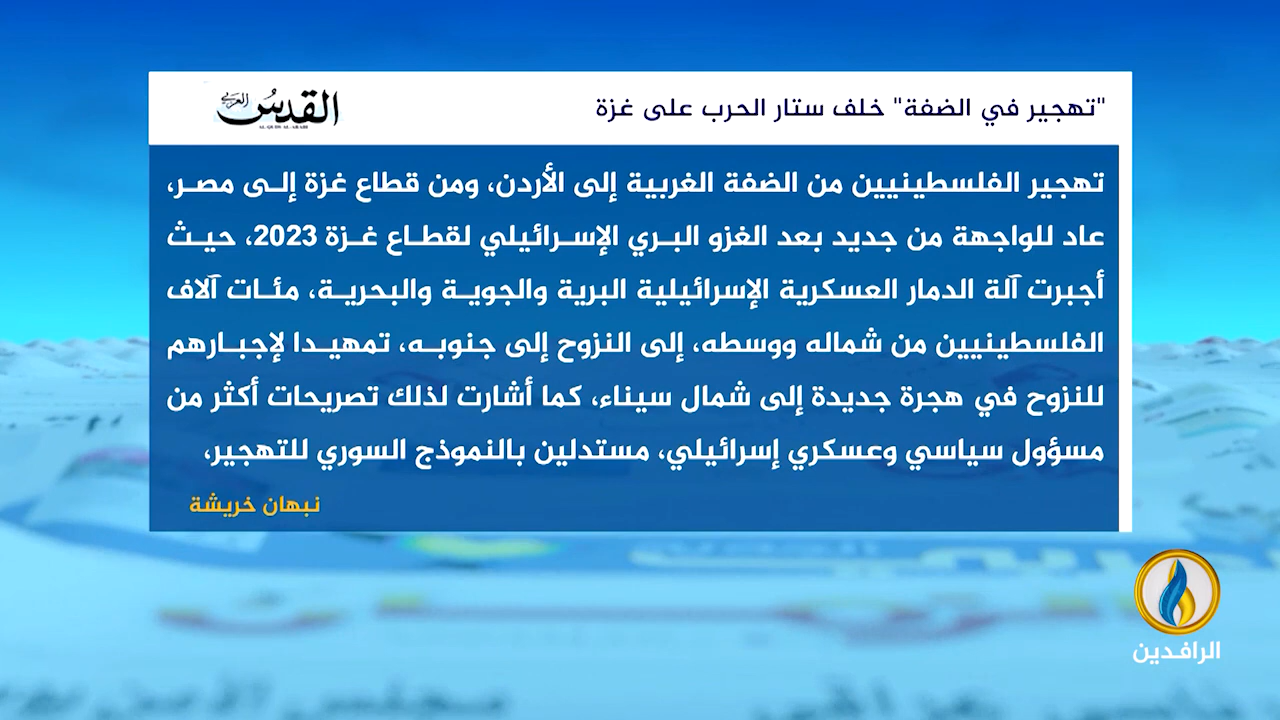 "تهجير في الضفة" خلف ستار الحرب على غزة
القدس العربي
AL-QUDS AL-ARABI
تهجير الفلسطينيين من الضفة الغربية إلى الأردن، ومن قطاع غزة إلى مصر،
عاد للواجهة من جديد بعد الغزو البري الإسرائيلي لقطاع غزة 2023، حيث
أجبرت آلة الدمار العسكرية الإسرائيلية البرية والجوية والبحرية، مئات آلاف
الفلسطينيين من شماله ووسطه، إلى النزوح إلى جنوبه، تمهيدا لإجبارهم
للنزوح في هجرة جديدة إلى شمال سيناء، كما أشارت لذلك تصريحات أكثر من
مسؤول سياسي وعسكري إسرائيلي، مستدلين بالنموذج السوري للتهجير،
نبهان خريشة
الرافدين